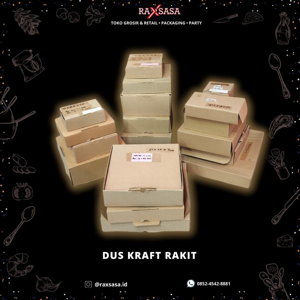 RAXSASA
TOKO GROSIR & RETAIL • PACKAGING • PARTY
DUS KRAFT RAKIT
@raxsasa.id
0852-4542-8881